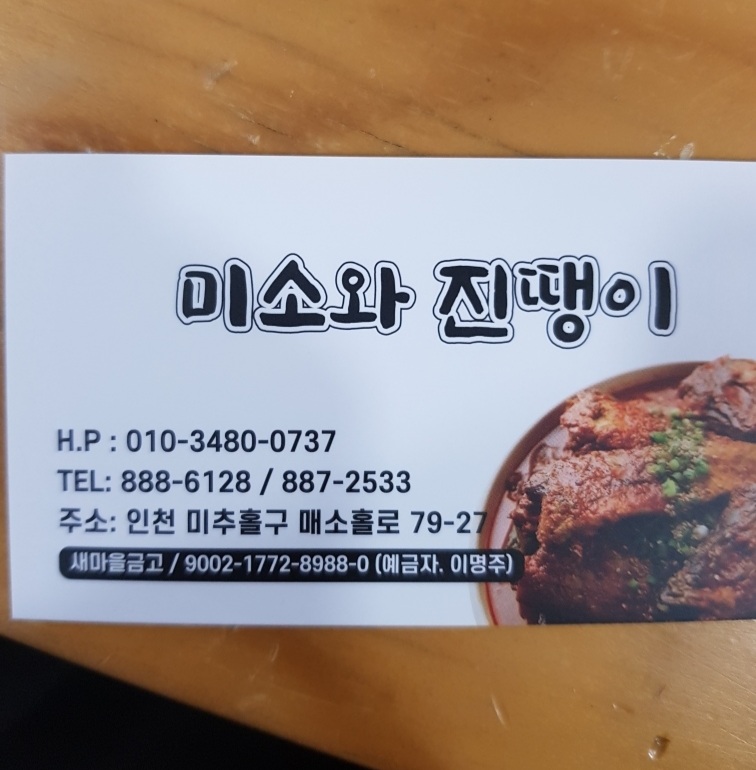 미소와 진땡이
H.P : 010-3480-0737
TEL: 888-6128 / 887-2533
주소: 인천 미추홀구 매소홀로 79-27
새마을금고 / 9002-1772-8988-0 (예금자. 이명주)